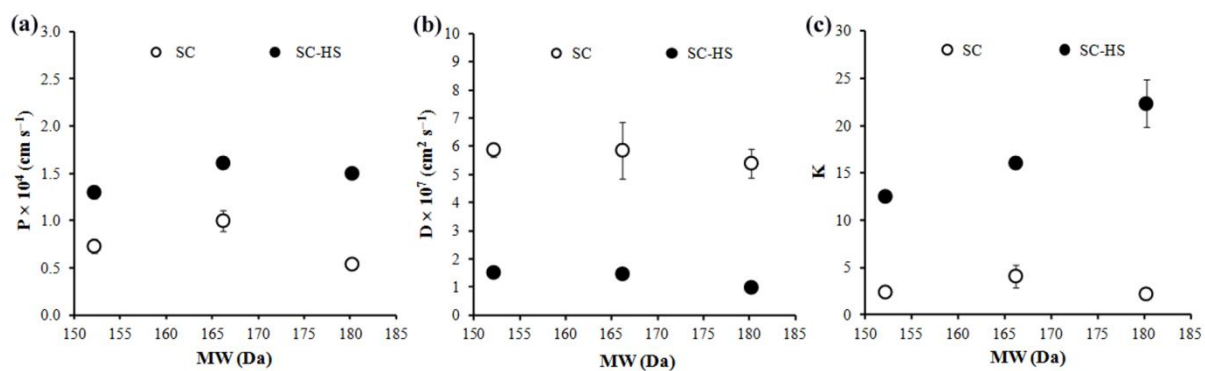 (a)
SC
SC-HS
P × 10⁴ (cm s⁻¹)
3.0
2.5
2.0
1.5
1.0
0.5
0.0
150 155 160 165 170 175 180 185
MW (Da)
(b)
SC
SC-HS
D × 10⁷ (cm² s⁻¹)
10
9
8
7
6
5
4
3
2
1
0
150 155 160 165 170 175 180 185
MW (Da)
(c)
SC
SC-HS
K
30
25
20
15
10
5
0
150 155 160 165 170 175 180 185
MW (Da)